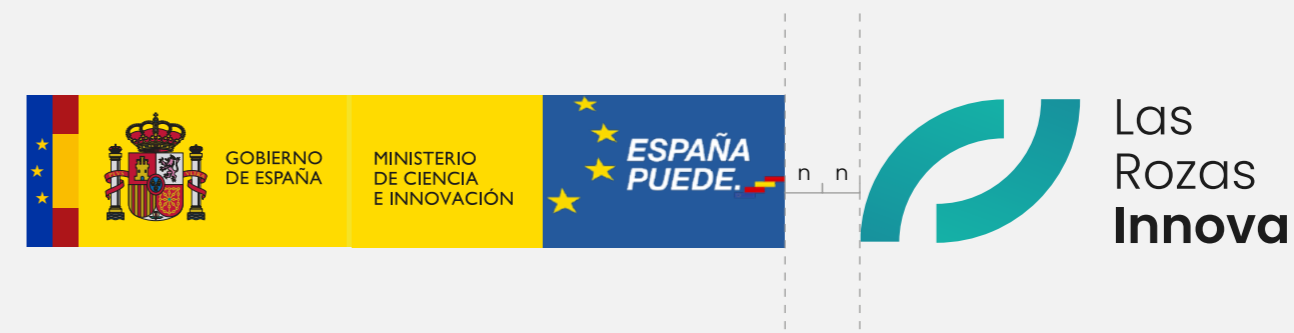 GOBIERNO
DE ESPAÑA
MINISTERIO
DE CIENCIA
E INNOVACIÓN
ESPAÑA
PUEDE.
n n
Las
Rozas
Innova